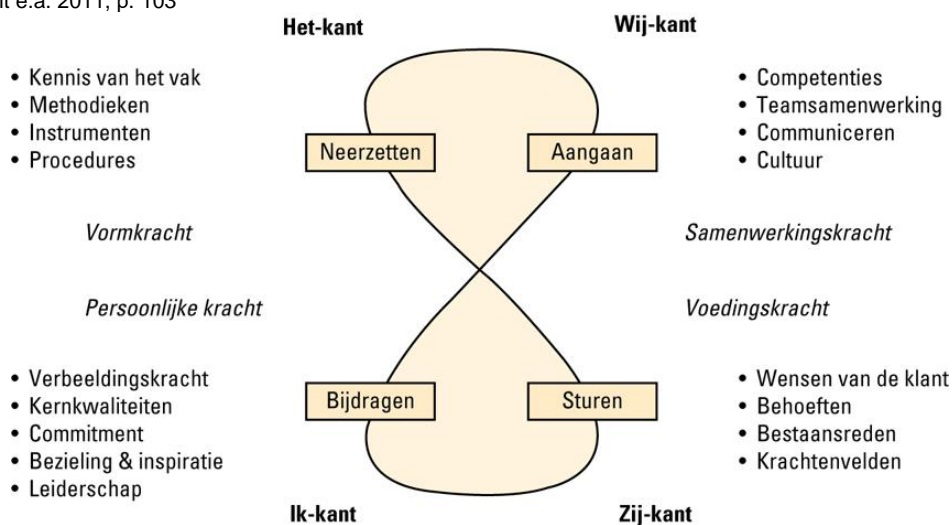 e.a. 2011, p. 103
Het-kant
Wij-kant
• Kennis van het vak
• Methodieken
• Instrumenten
• Procedures
• Competenties
• Teamsamenwerking
• Communiceren
• Cultuur
Neerzetten
Aangaan
Vormkracht
Samenwerkingskracht
Persoonlijke kracht
Voedingskracht
• Verbeeldingskracht
• Kernkwaliteiten
• Commitment
• Bezieling & inspiratie
• Leiderschap
Bijdragen
Sturen
• Wensen van de klant
• Behoeften
• Bestaansreden
• Krachtenvelden
Ik-kant
Zij-kant